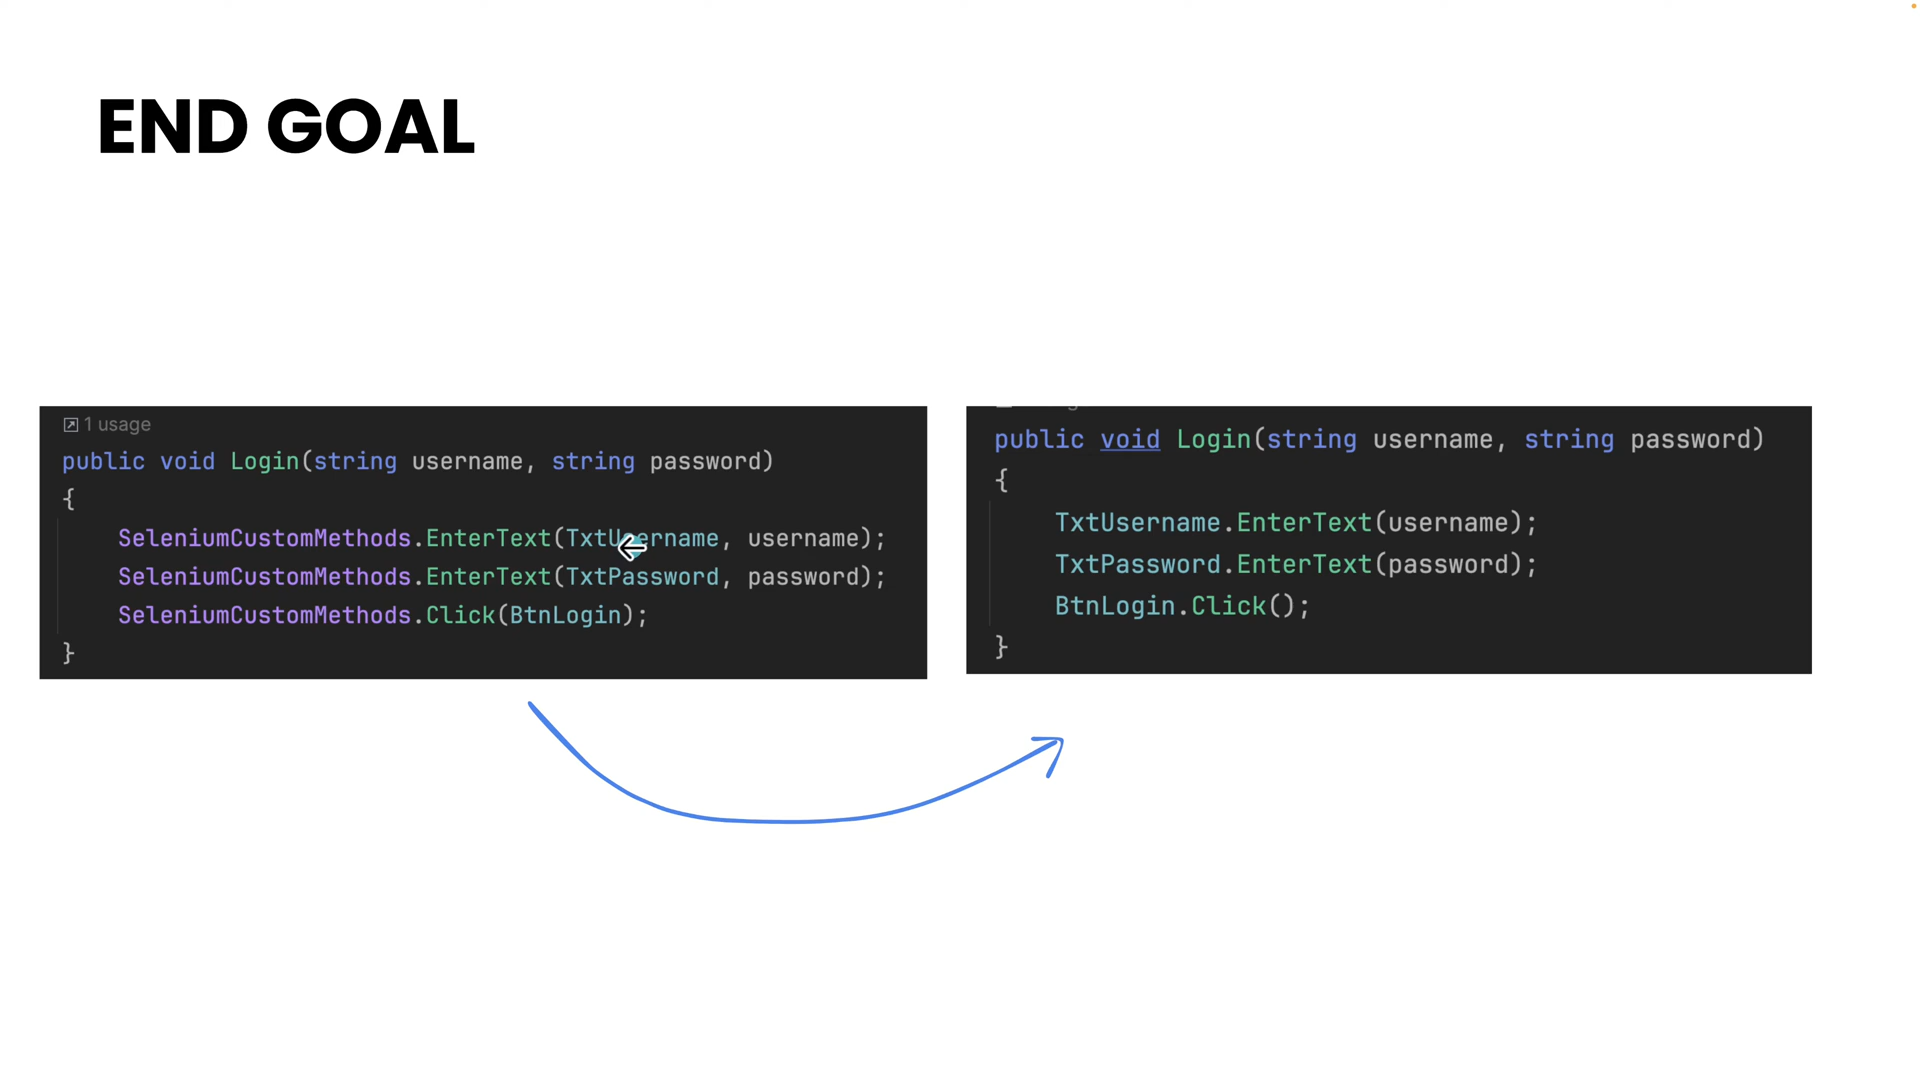 END GOAL
1 usage
public void Login(string username, string password)
{
SeleniumCustomMethods.EnterText(TxtUsername, username);
SeleniumCustomMethods.EnterText(TxtPassword, password);
SeleniumCustomMethods.Click(BtnLogin);
}
public void Login(string username, string password)
{
TxtUsername.EnterText(username);
TxtPassword.EnterText(password);
BtnLogin.Click();
}